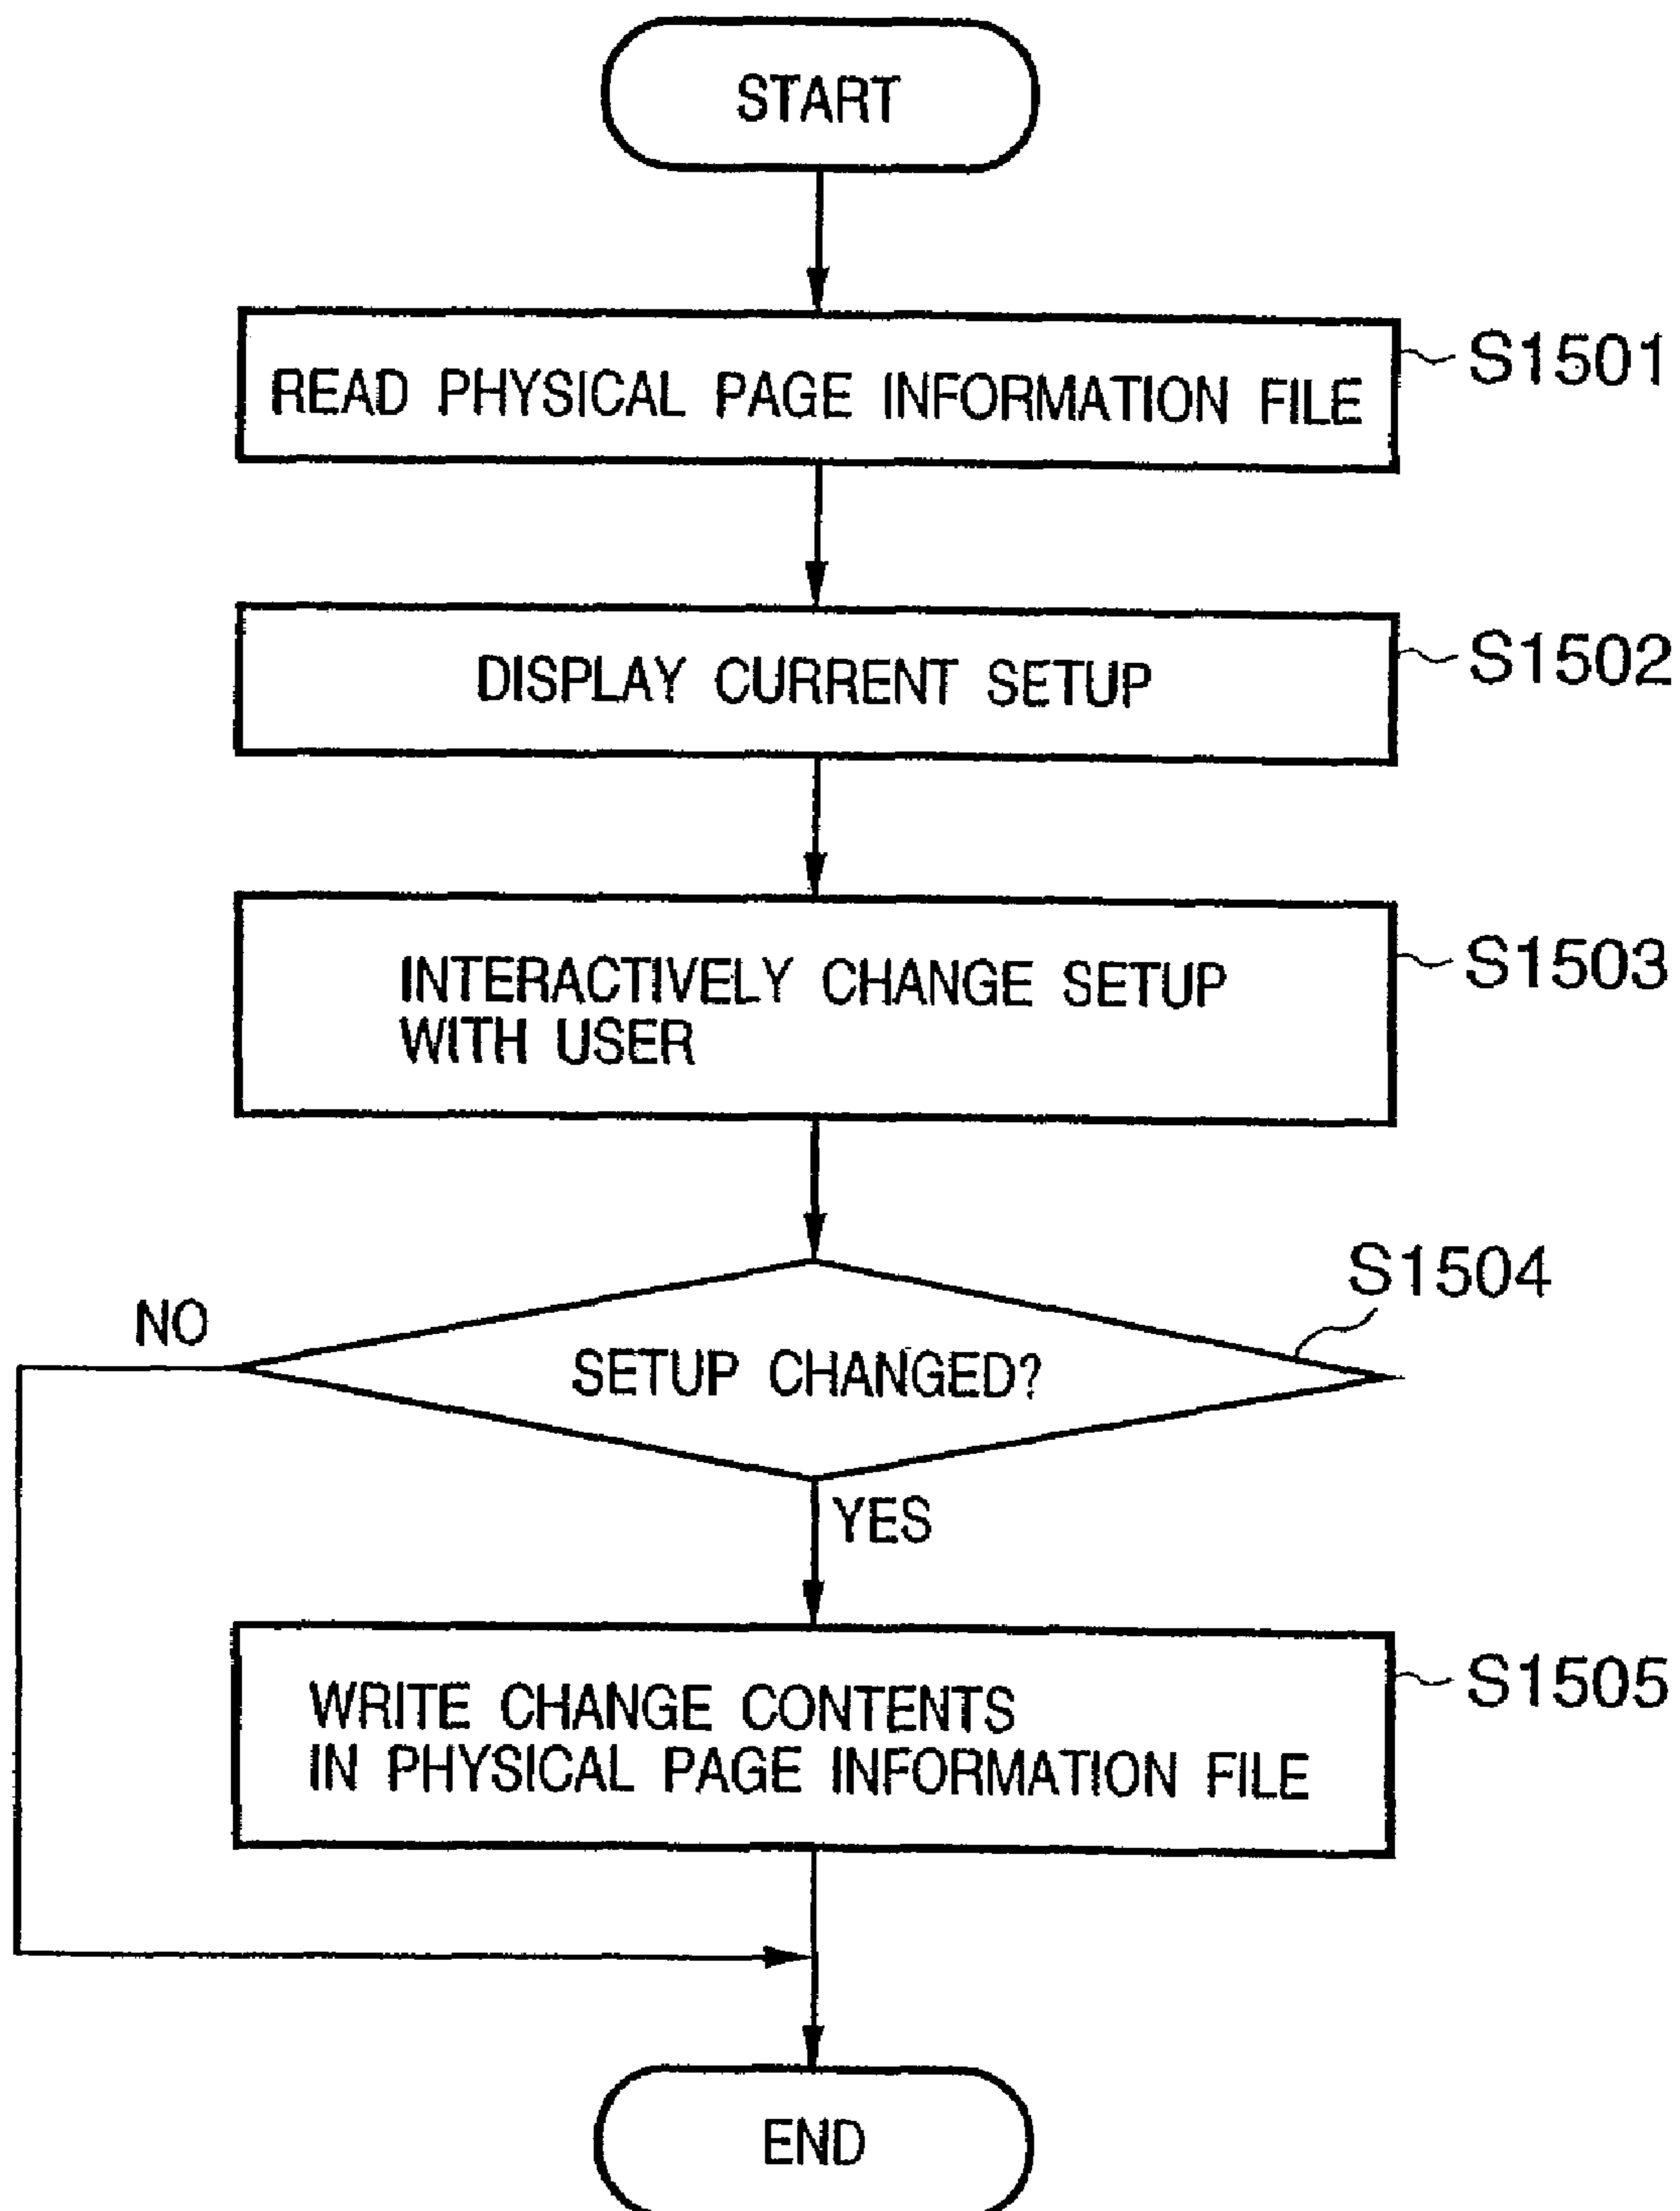 START
READ PHYSICAL PAGE INFORMATION FILE
S1501
DISPLAY CURRENT SETUP
S1502
INTERACTIVELY CHANGE SETUP
WITH USER
S1503
S1504
NO
SETUP CHANGED?
YES
WRITE CHANGE CONTENTS
IN PHYSICAL PAGE INFORMATION FILE
S1505
END